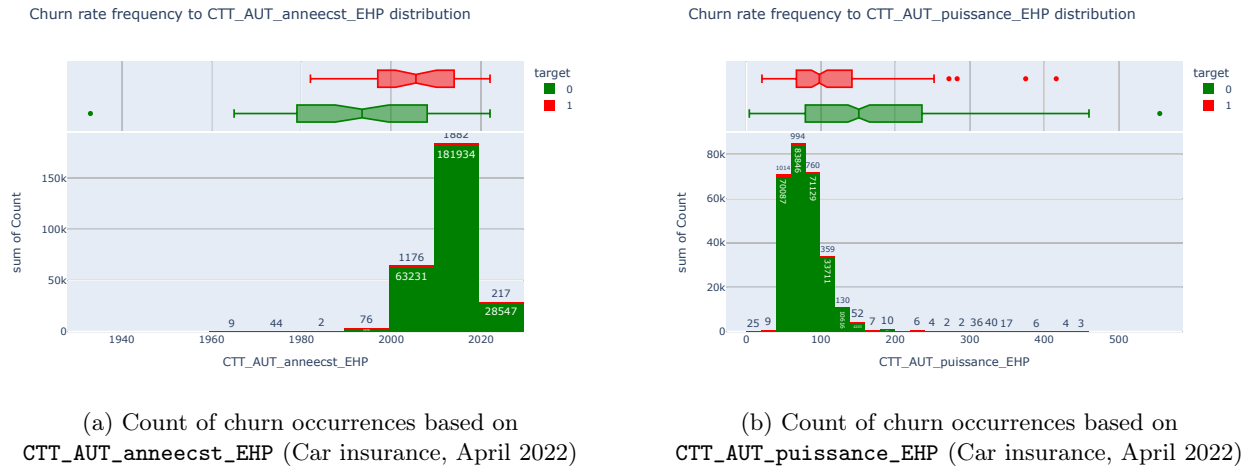 Churn rate frequency to CTT_AUT_anneecst_EHP distribution
target
0
1
1882
181934
150k
100k
50k
0
sum of Count
1176
63231
217
28547
9
44
2
76
1940
1960
1980
2000
2020
CTT_AUT_anneecst_EHP
(a) Count of churn occurrences based on
CTT_AUT_anneecst_EHP (Car insurance, April 2022)
Churn rate frequency to CTT_AUT_puissance_EHP distribution
target
0
1
994
83846
1014
70087
760
71129
359
33711
130
10616
52
80k
60k
40k
20k
0
sum of Count
25
9
7
10
6
4
2
2
36
40
17
6
4
3
0
100
200
300
400
500
CTT_AUT_puissance_EHP
(b) Count of churn occurrences based on
CTT_AUT_puissance_EHP (Car insurance, April 2022)